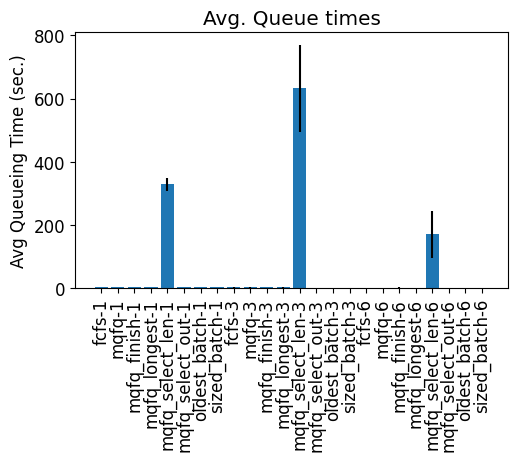 Avg. Queue times
Avg Queueing Time (sec.)
800
600
400
200
0
fcfs-1
mqfq-1
mqfq_finish-1
mqfq_longest-1
mqfq_select_len-1
mqfq_select_out-1
oldest_batch-1
sized_batch-1
fcfs-3
mqfq-3
mqfq_finish-3
mqfq_longest-3
mqfq_select_len-3
mqfq_select_out-3
oldest_batch-3
sized_batch-3
fcfs-6
mqfq-6
mqfq_finish-6
mqfq_longest-6
mqfq_select_len-6
mqfq_select_out-6
oldest_batch-6
sized_batch-6